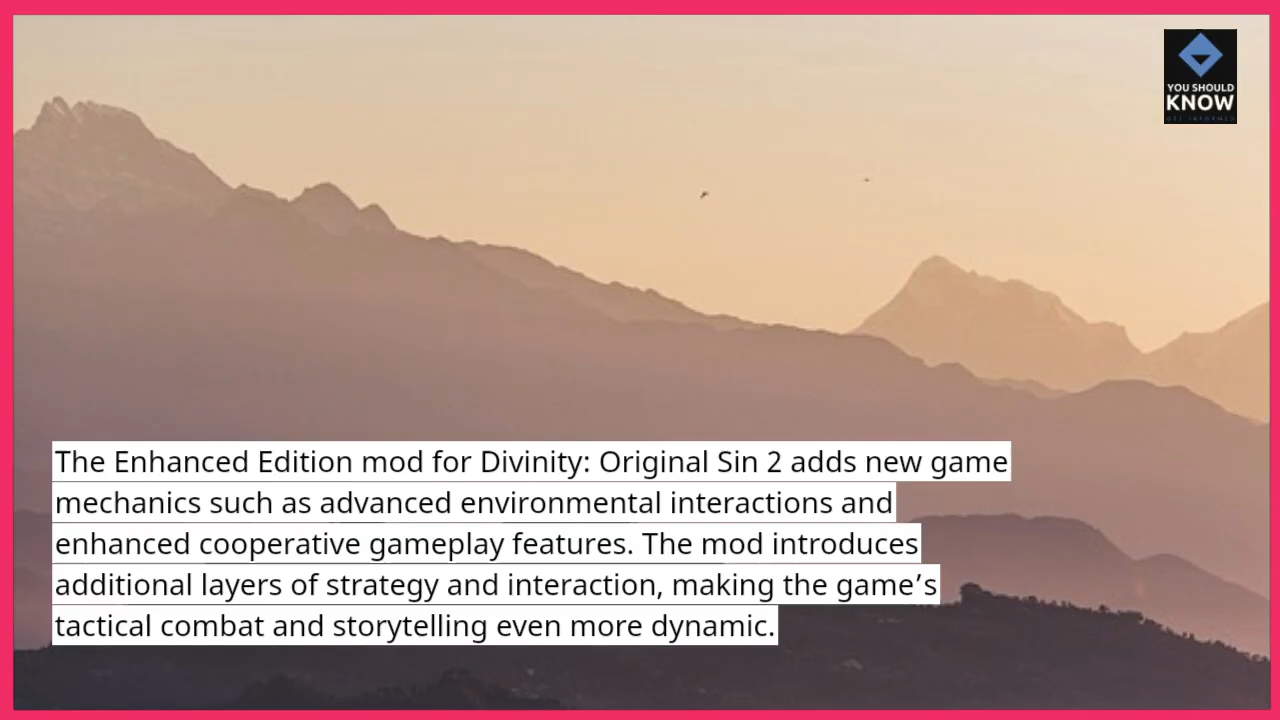 YOU SHOULD
KNOW
GET INFORMED
The Enhanced Edition mod for Divinity: Original Sin 2 adds new game
mechanics such as advanced environmental interactions and
enhanced cooperative gameplay features. The mod introduces
additional layers of strategy and interaction, making the game’s
tactical combat and storytelling even more dynamic.